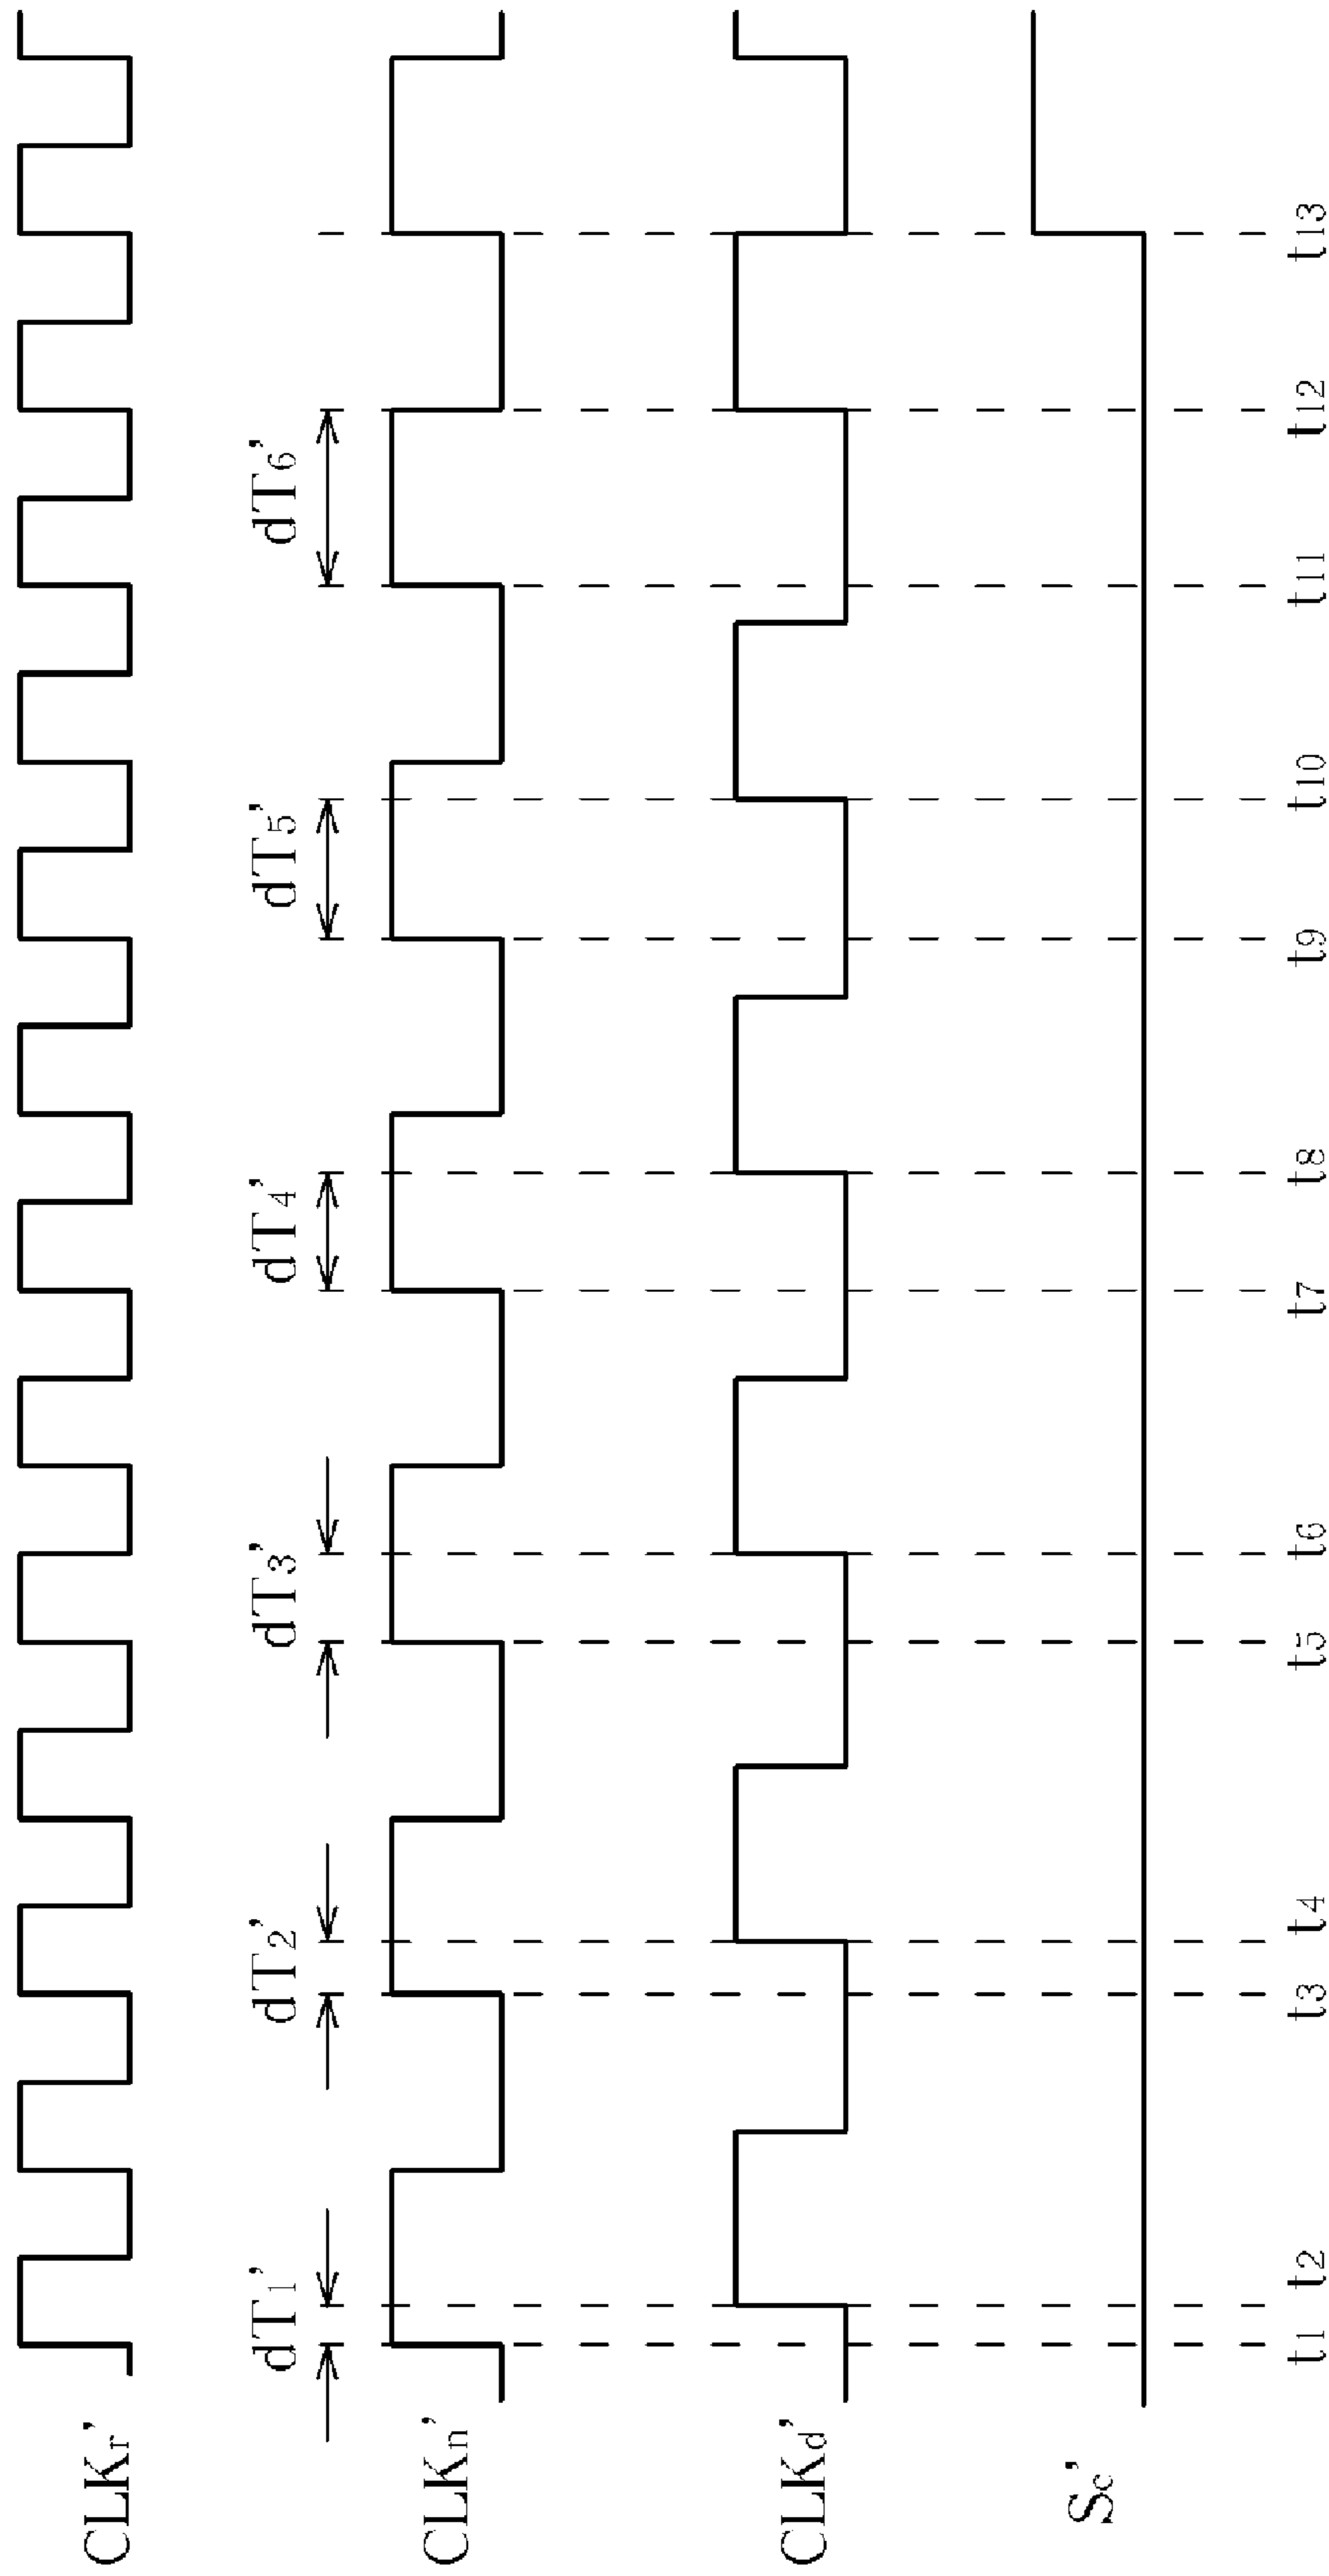 CLKr'
dT1' dT2' dT3' dT4' dT5' dT6'
CLKn'
CLKd'
Sc'
t1 t2 t3 t4 t5 t6 t7 t8 t9 t10 t11 t12 t13